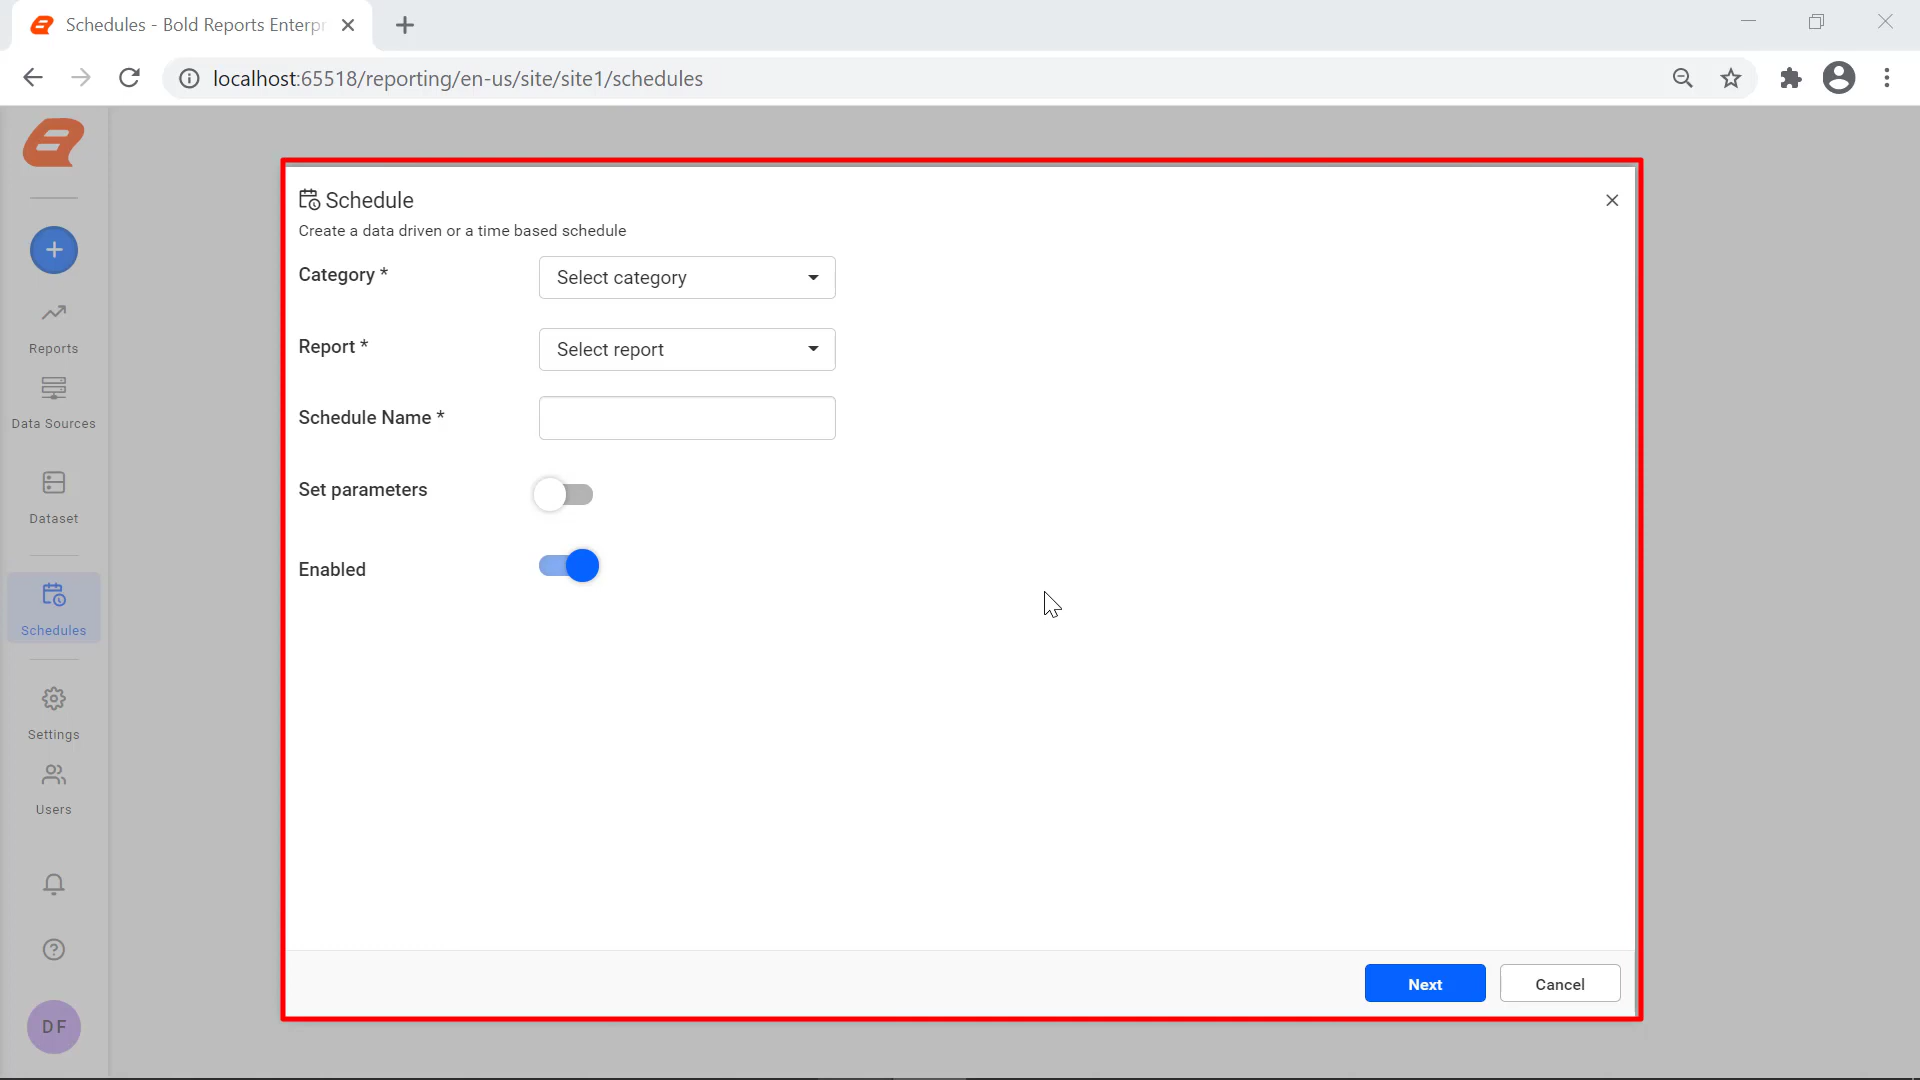 Schedules - Bold Reports Enterpr
localhost:65518/reporting/en-us/site/site1/schedules
Reports
Data Sources
Dataset
Schedules
Settings
Users
DF
Schedule
Create a data driven or a time based schedule
Category *
Select category
Report *
Select report
Schedule Name *
Set parameters
Enabled
Next
Cancel